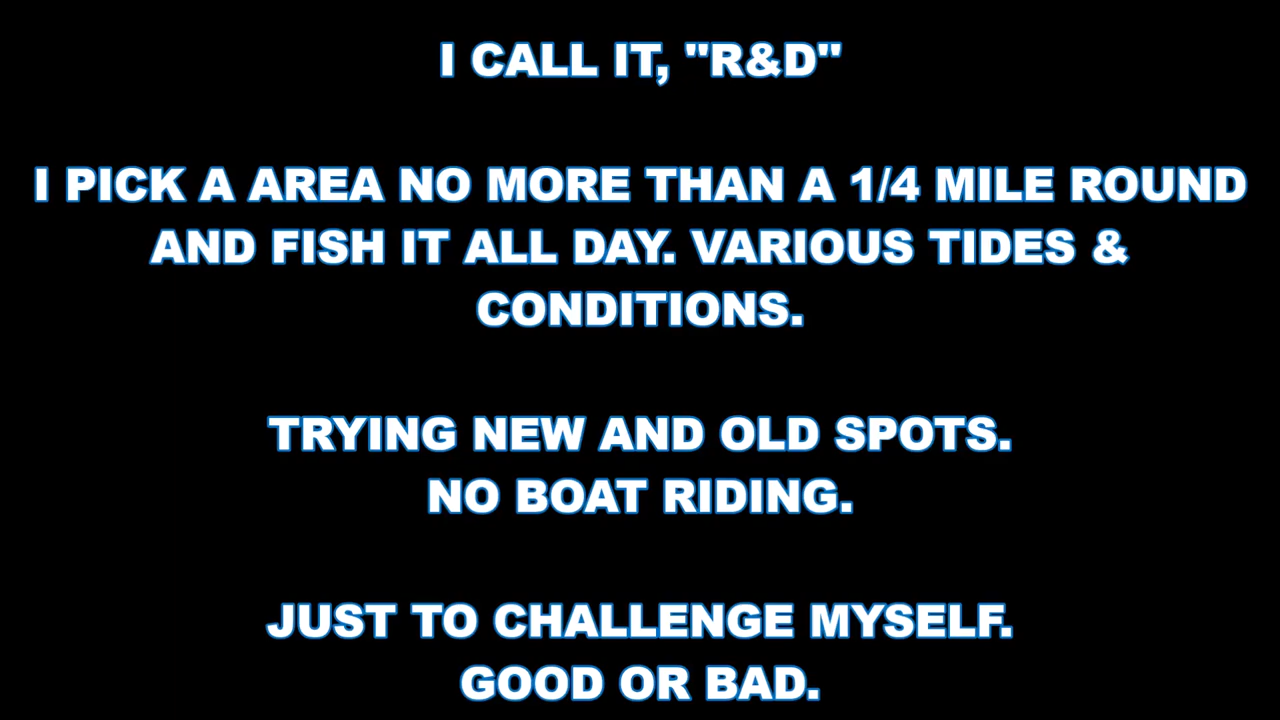 I CALL IT, "R&D"
I PICK A AREA NO MORE THAN A 1/4 MILE ROUND
AND FISH IT ALL DAY. VARIOUS TIDES &
CONDITIONS.
TRYING NEW AND OLD SPOTS.
NO BOAT RIDING.
JUST TO CHALLENGE MYSELF.
GOOD OR BAD.